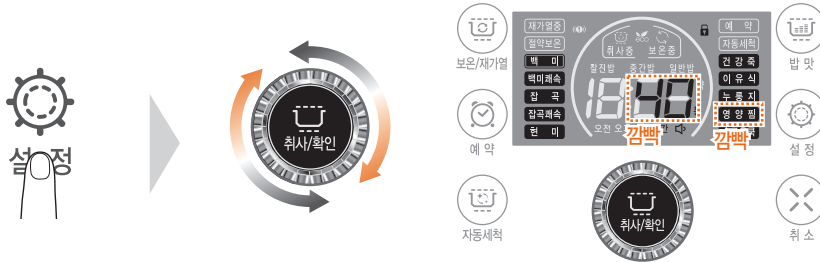 설정
취사/확인
보온/재가열
예 약
자동세척
재가열중
절약보온
백 미
백미쾌속
잡 곡
잡곡쾌속
현 미
취사중
ECO
보온중
찰진밥 중간밥 일반밥
40
오전
깜빡
예 약
자동세척
건 강 죽
이 유 식
누 룽 지
영 양 찜
깜빡
취사/확인
밥 맛
설 정
취 소